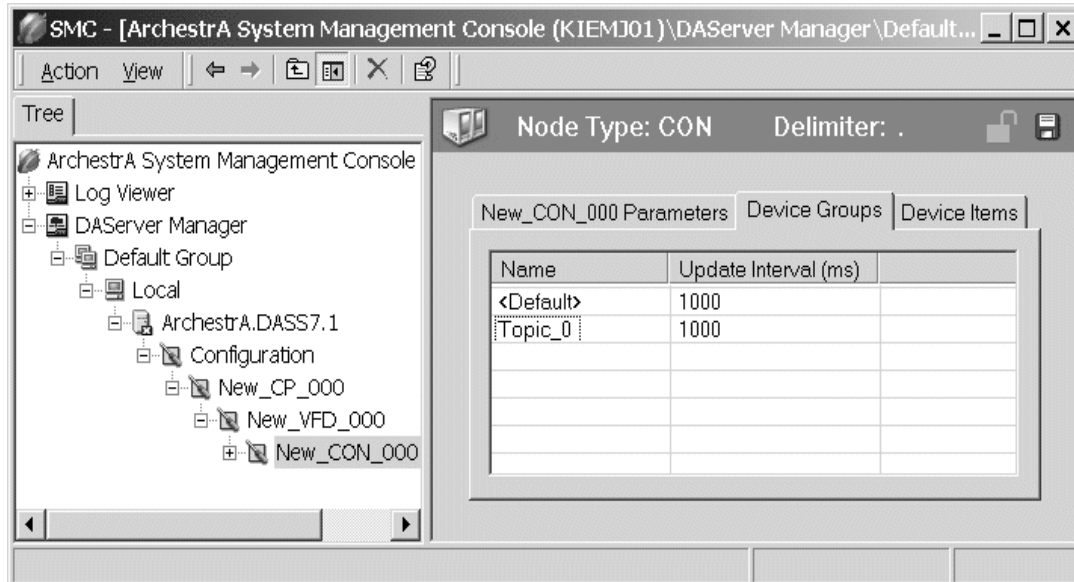 SMC - [ArchestrA System Management Console (KIEMJ01)\DAServer Manager\Default...
Action View
Tree
ArchestrA System Management Console
Log Viewer
DAServer Manager
Default Group
Local
ArchestrA.DASS7.1
Configuration
New_CP_000
New_VFD_000
New_CON_000
Node Type: CON Delimiter: .
New_CON_000 Parameters Device Groups Device Items
Name Update Interval (ms)
<Default> 1000
Topic_0 1000